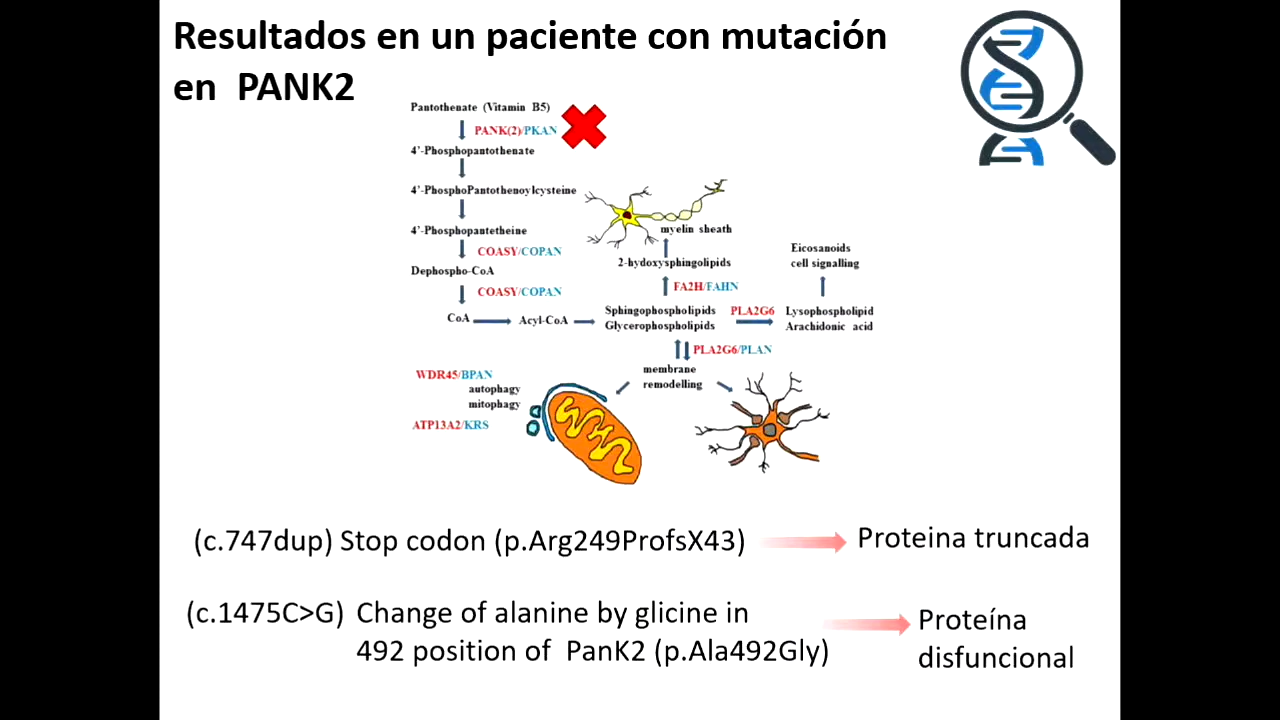 Resultados en un paciente con mutación
en PANK2
Pantothenate (Vitamin B5)
PANK(2)/PKAN
4'-Phosphopantothenate
4'-PhosphoPantothenoylcysteine
4'-Phosphopantetheine
COASY/COPAN
Dephospho-CoA
COASY/COPAN
CoA
Acyl-CoA
myelin sheath
2-hydoxysphingolipids
FA2H/FAHN
Sphingophospholipids
Glycerophospholipids
PLA2G6
Eicosanoids
cell signalling
Lysophospholipid
Arachidonic acid
PLA2G6/PLAN
membrane
remodelling
WDR45/BPAN
autophagy
mitophagy
ATP13A2/KRS
(c.747dup) Stop codon (p.Arg249ProfsX43)
Proteina truncada
(c.1475C>G) Change of alanine by glicine in
492 position of PanK2 (p.Ala492Gly)
Proteína
disfuncional